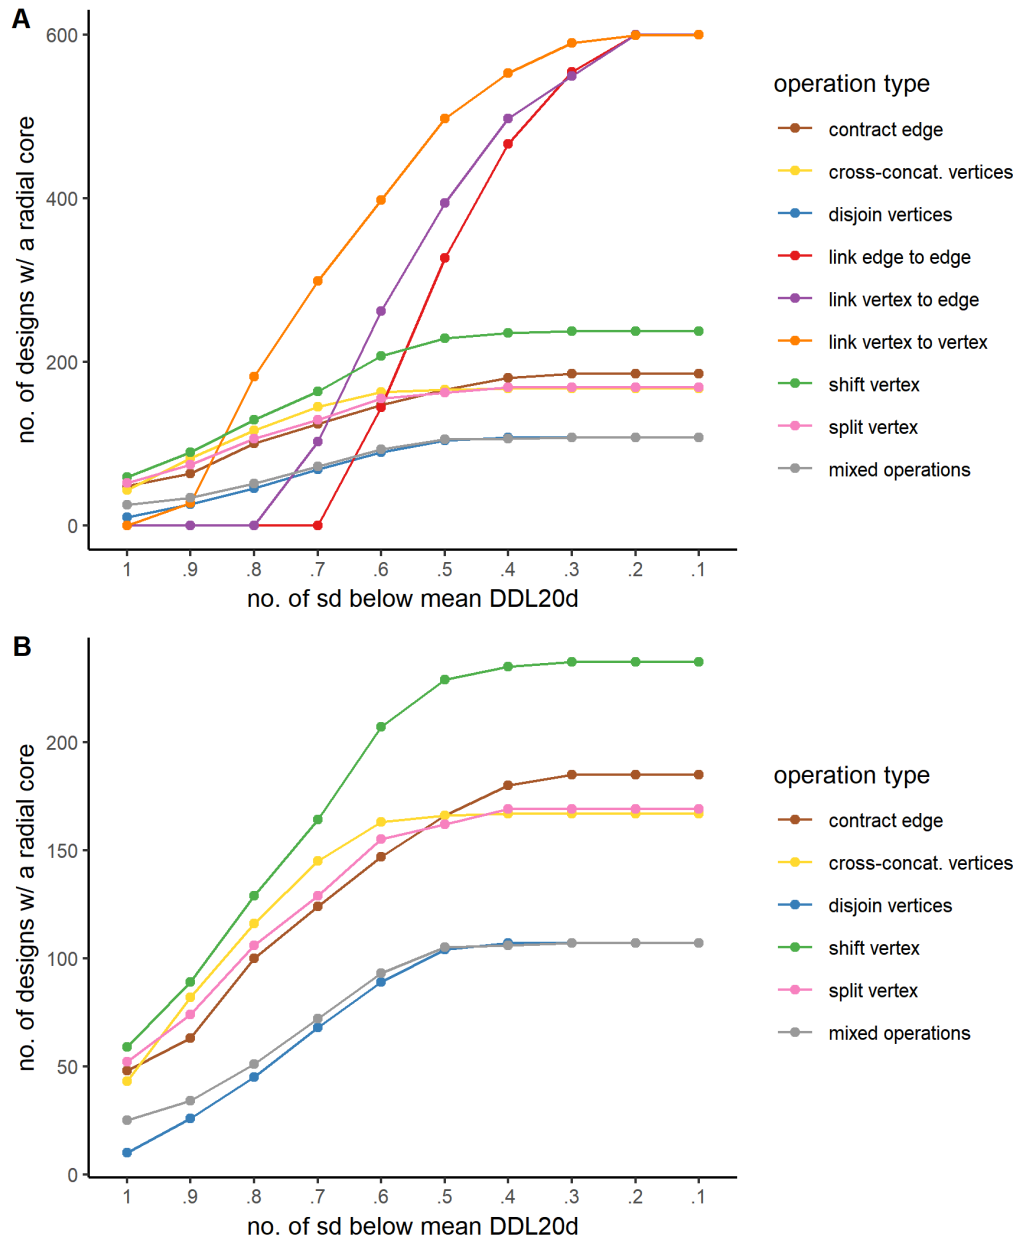 A
600
400
200
0
no. of designs w/ a radial core
1 .9 .8 .7 .6 .5 .4 .3 .2 .1
no. of sd below mean DDL20d
operation type
contract edge
cross-concat. vertices
disjoin vertices
link edge to edge
link vertex to edge
link vertex to vertex
shift vertex
split vertex
mixed operations
B
200
150
100
50
0
no. of designs w/ a radial core
1 .9 .8 .7 .6 .5 .4 .3 .2 .1
no. of sd below mean DDL20d
operation type
contract edge
cross-concat. vertices
disjoin vertices
shift vertex
split vertex
mixed operations